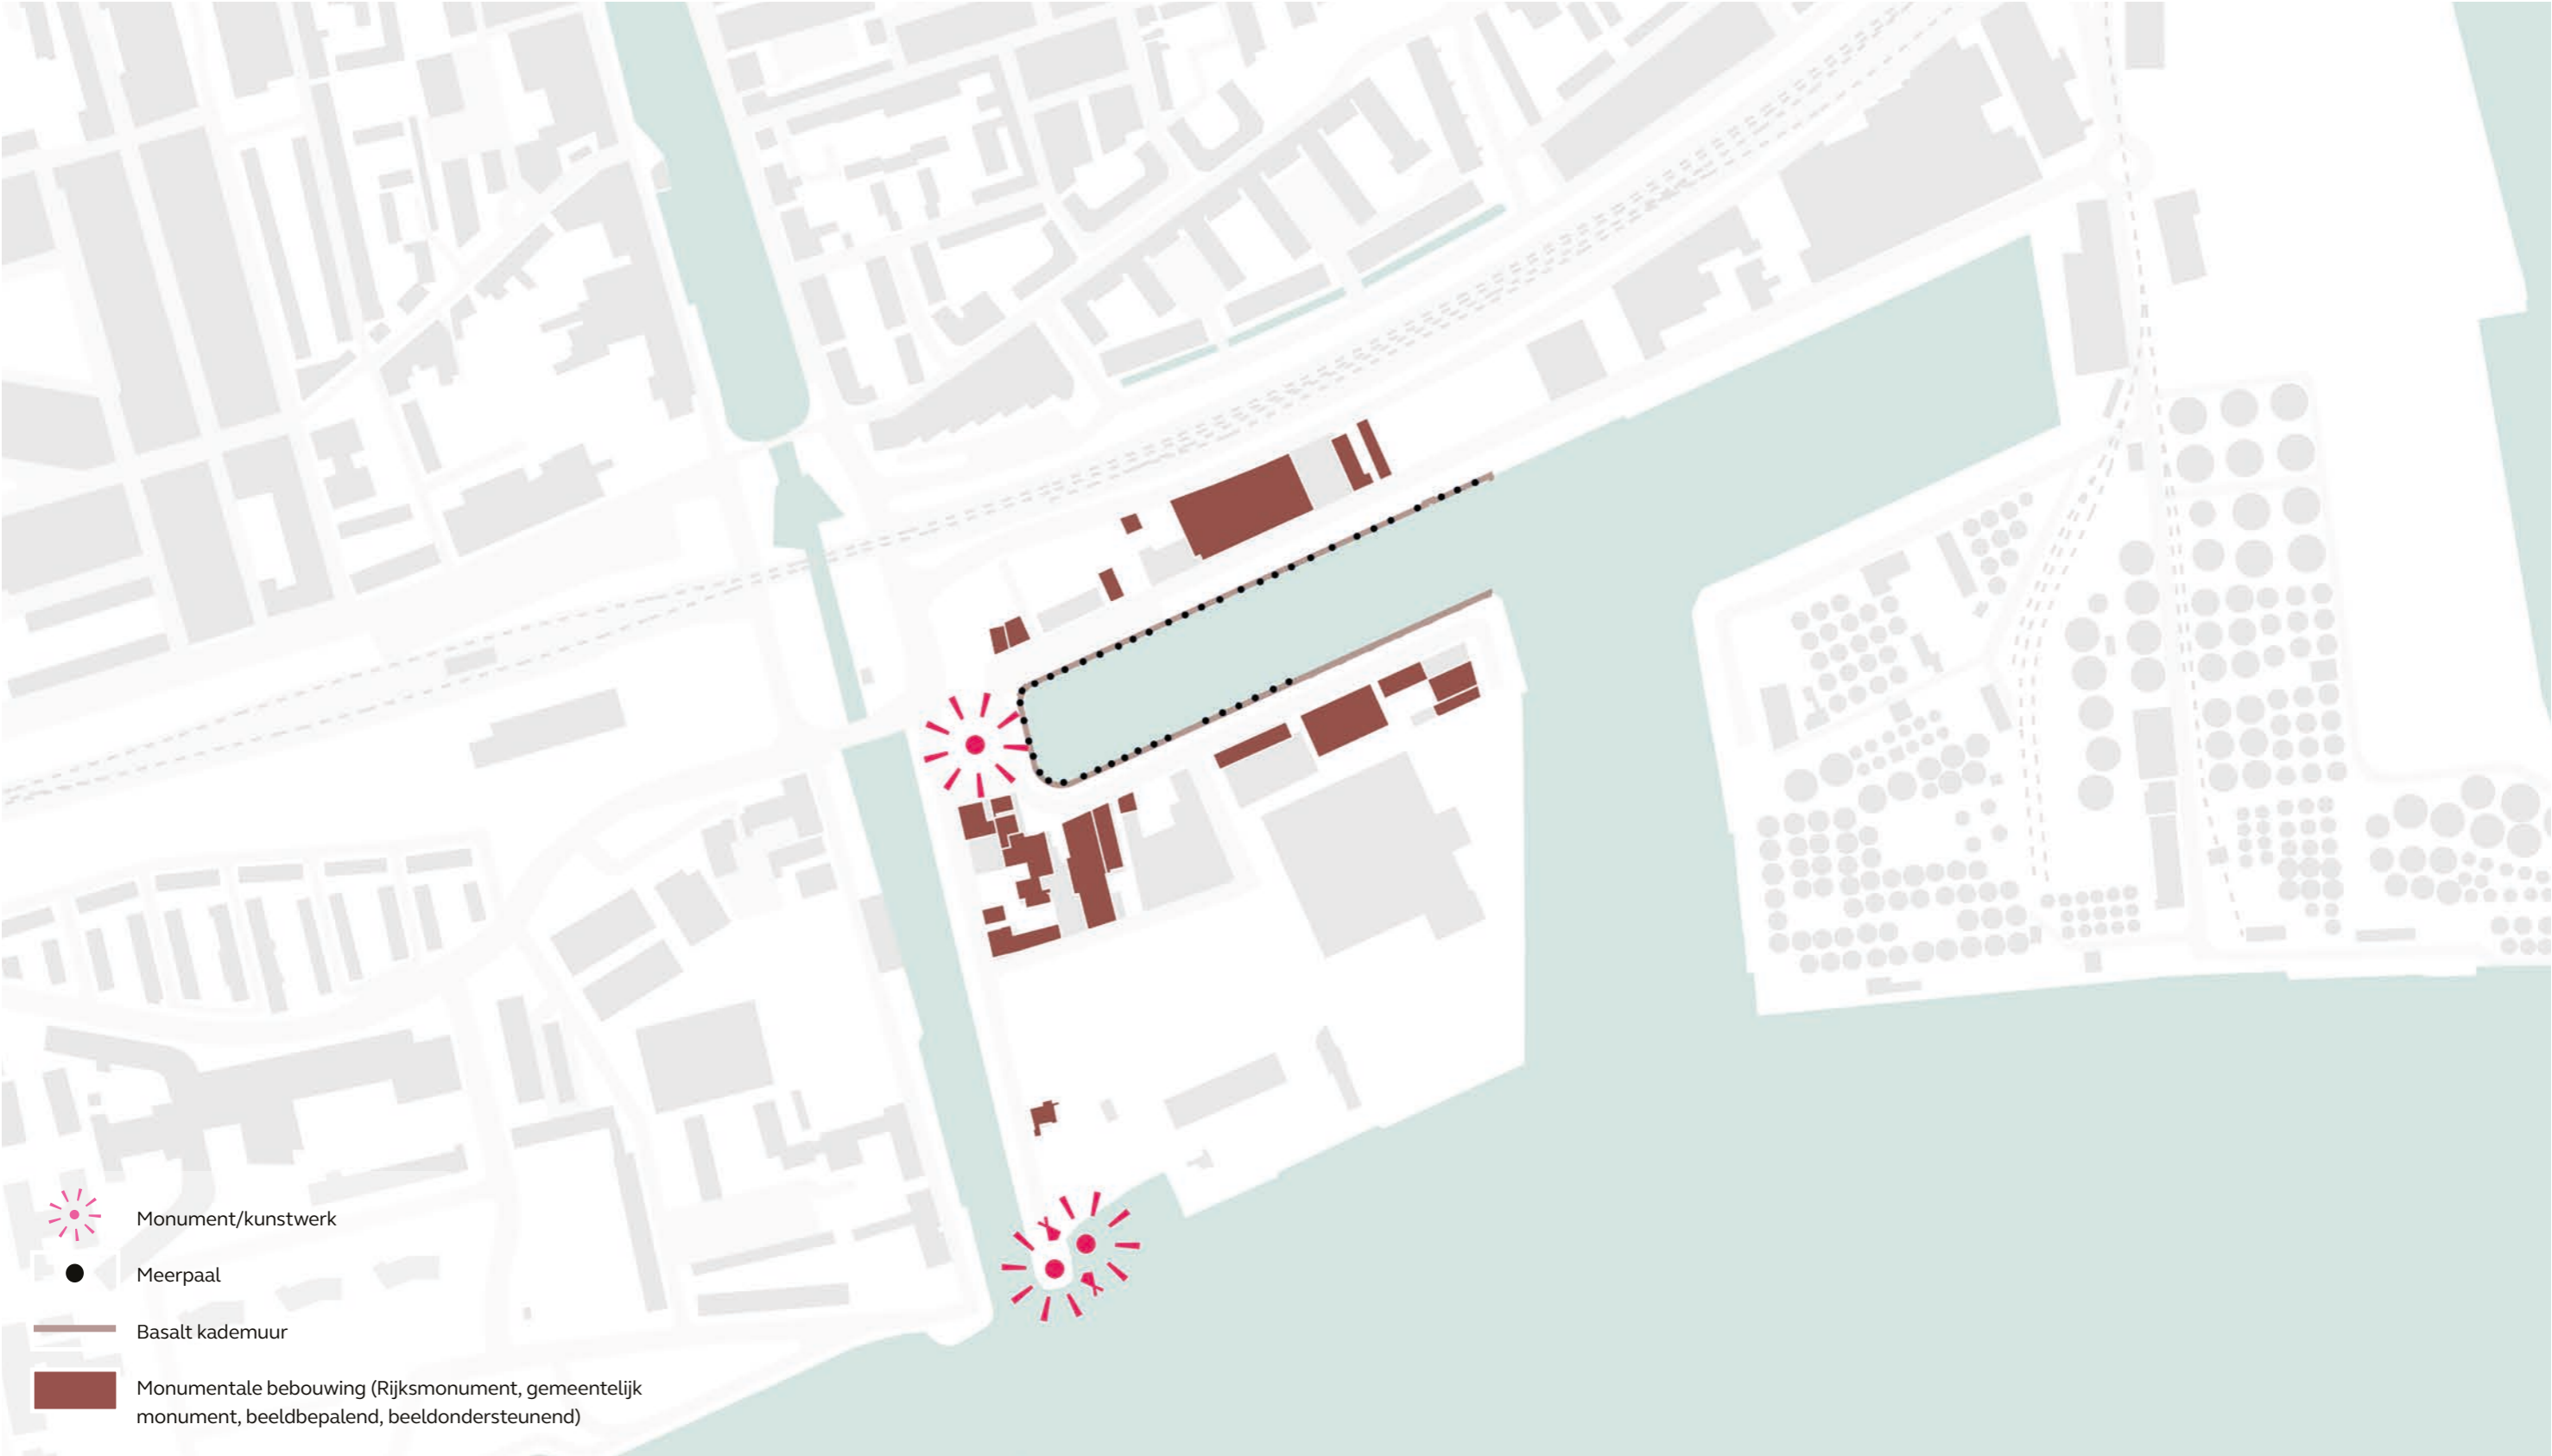 Monument/kunstwerk
Meerpaal
Basalt kademuur
Monumentale bebouwing (Rijksmonument, gemeentelijk
monument, beeldbepalend, beeldondersteunend)